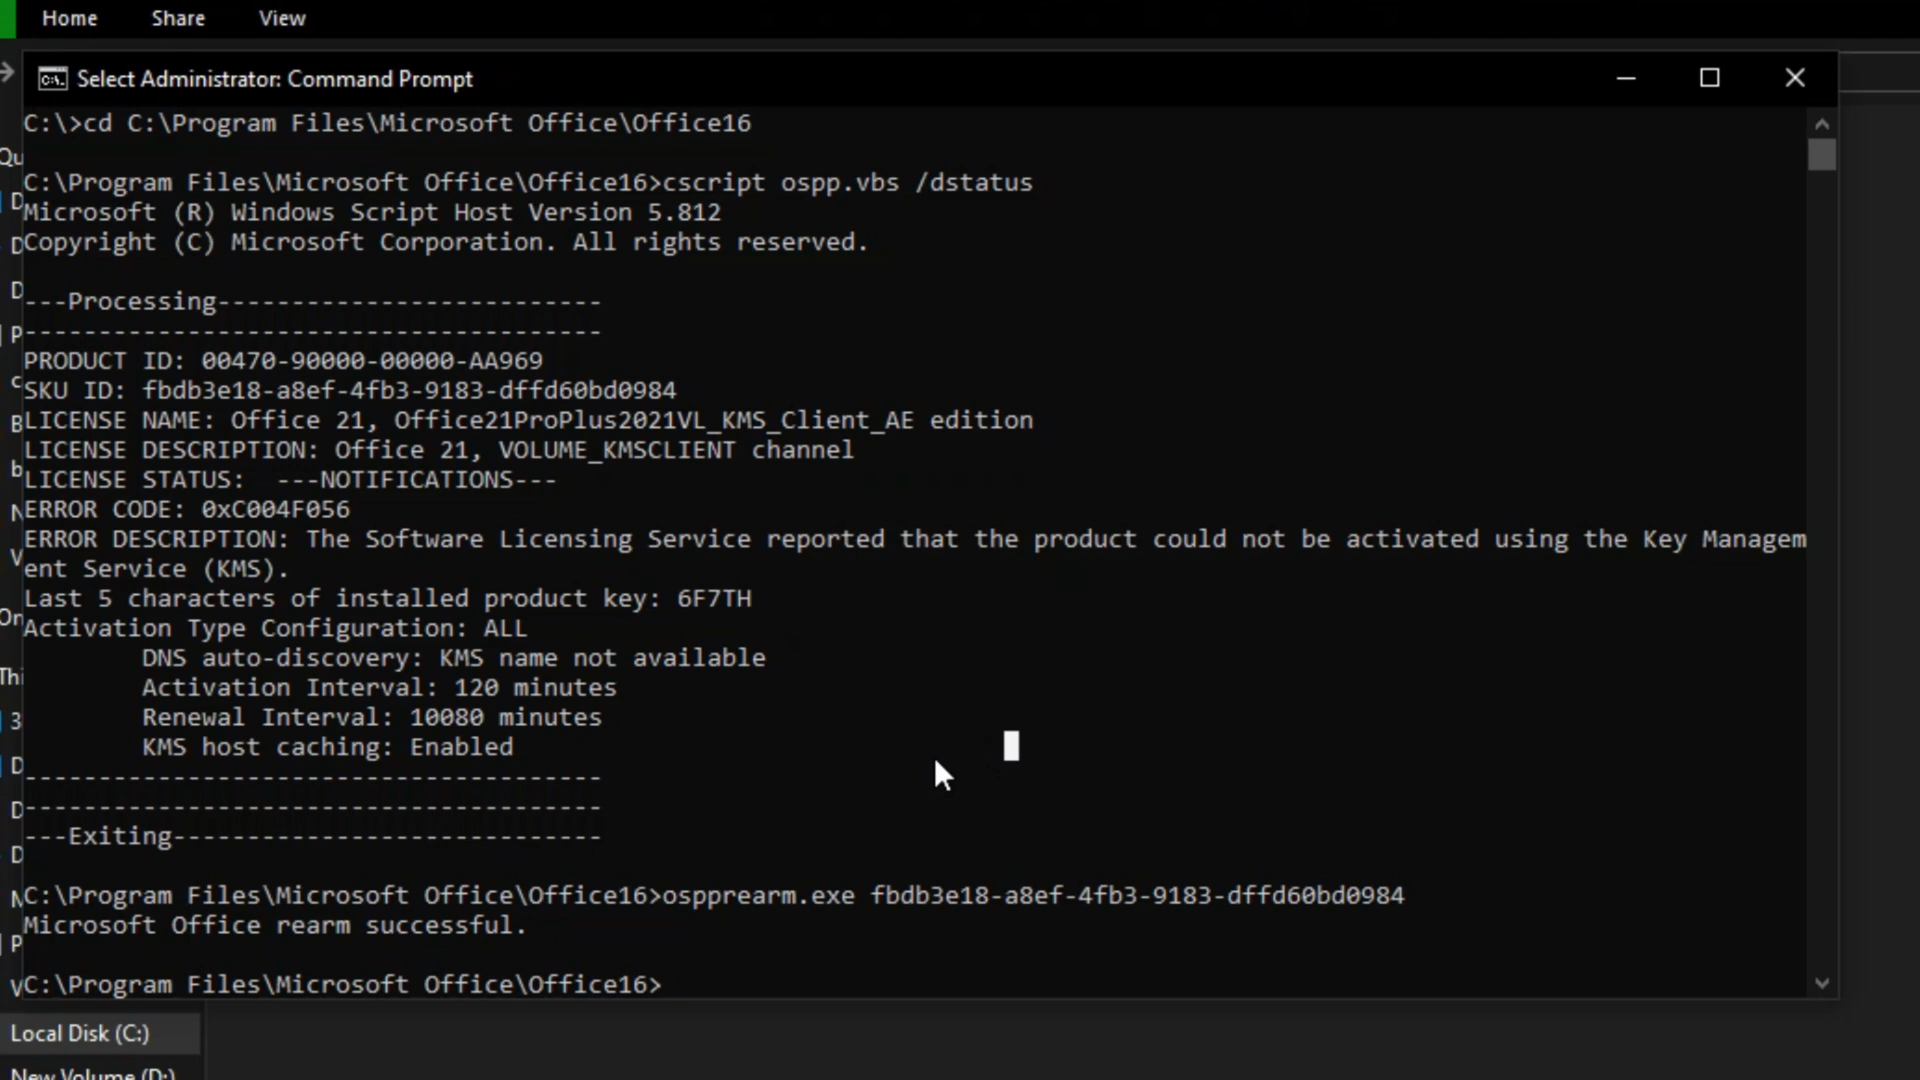 Home Share View
Select Administrator: Command Prompt
C:\>cd C:\Program Files\Microsoft Office\Office16
C:\Program Files\Microsoft Office\Office16>cscript ospp.vbs /dstatus
Microsoft (R) Windows Script Host Version 5.812
Copyright (C) Microsoft Corporation. All rights reserved.
---Processing--------------------------
---------------------------------------
PRODUCT ID: 00470-90000-00000-AA969
SKU ID: fbdb3e18-a8ef-4fb3-9183-dffd60bd0984
LICENSE NAME: Office 21, Office21ProPlus2021VL_KMS_Client_AE edition
LICENSE DESCRIPTION: Office 21, VOLUME_KMSCLIENT channel
LICENSE STATUS:  ---NOTIFICATIONS---
ERROR CODE: 0xC004F056
ERROR DESCRIPTION: The Software Licensing Service reported that the product could not be activated using the Key Managem
ent Service (KMS).
Last 5 characters of installed product key: 6F7TH
Activation Type Configuration: ALL
        DNS auto-discovery: KMS name not available
        Activation Interval: 120 minutes
        Renewal Interval: 10080 minutes
        KMS host caching: Enabled
---------------------------------------
---------------------------------------
---Exiting-----------------------------
C:\Program Files\Microsoft Office\Office16>ospprearm.exe fbdb3e18-a8ef-4fb3-9183-dffd60bd0984
Microsoft Office rearm successful.
C:\Program Files\Microsoft Office\Office16>
Local Disk (C:)
New Volume (D:)